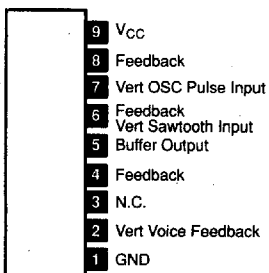 9 VCC
8 Feedback
7 Vert OSC Pulse Input
6 Feedback
Vert Sawtooth Input
5 Buffer Output
4 Feedback
3 N.C.
2 Vert Voice Feedback
1 GND